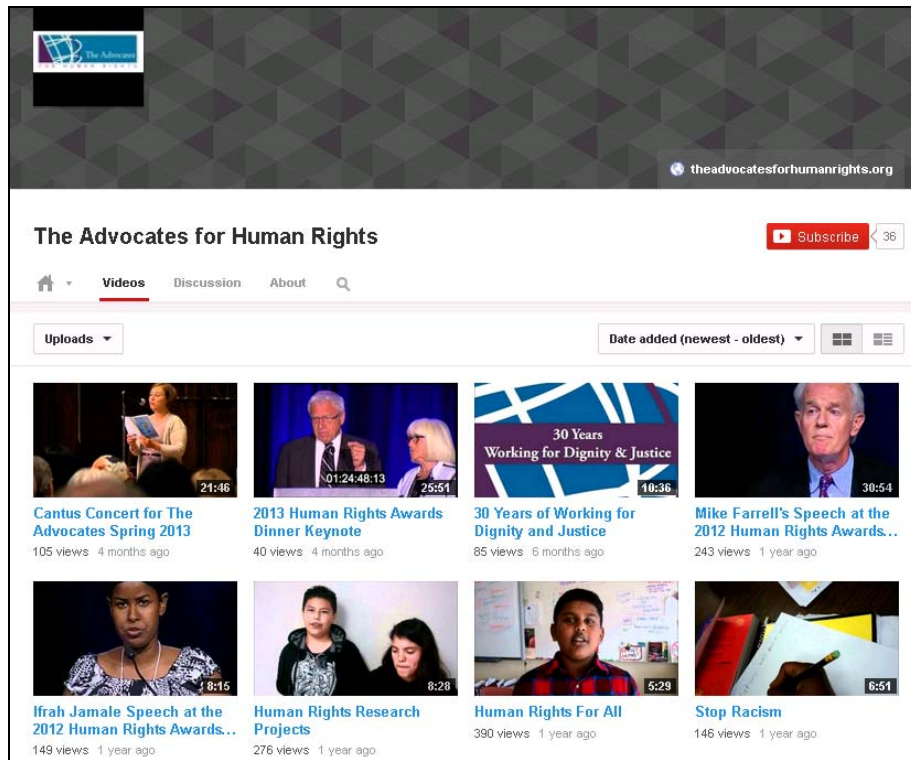 The Advocates
theadvocatesforhumanrights.org
The Advocates for Human Rights
Subscribe 36
Videos Discussion About
Uploads Date added (newest - oldest)
21:46 01:24:48:13 25:51 30 Years 10:36 30:54
Working for Dignity & Justice
Cantus Concert for The 2013 Human Rights Awards 30 Years of Working for Mike Farrell's Speech at the
Advocates Spring 2013 Dinner Keynote Dignity and Justice 2012 Human Rights Awards...
105 views 4 months ago 40 views 4 months ago 85 views 6 months ago 243 views 1 year ago
8:15 8:28 5:29 6:51
Ifrah Jamale Speech at the Human Rights Research Human Rights For All Stop Racism
2012 Human Rights Awards... Projects 390 views 1 year ago 146 views 1 year ago
149 views 1 year ago 276 views 1 year ago